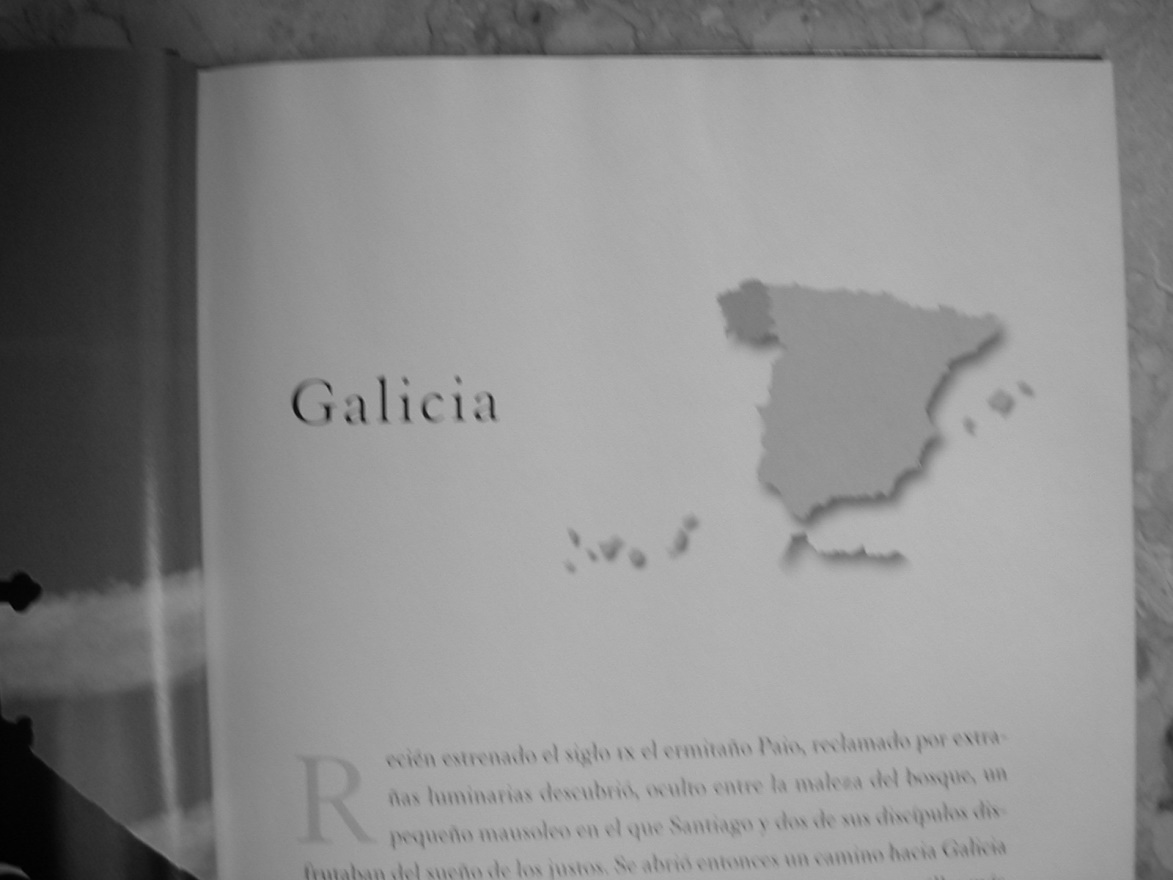 Galicia
Recién estrenado el siglo IX el ermitaño Paio, reclamado por extra-
ñas luminarias descubrió, oculto entre la maleza del bosque, un
pequeño mausoleo en el que Santiago y dos de sus discípulos dis-
frutaban del sueño de los justos. Se abrió entonces un camino hacia Galicia